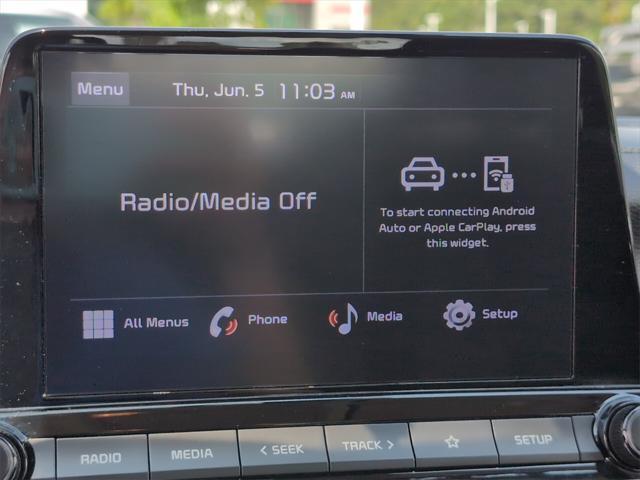 Menu Thu, Jun. 5 11:03 AM
Radio/Media Off
To start connecting Android
Auto or Apple CarPlay, press
this widget.
All Menus Phone Media Setup
RADIO MEDIA < SEEK TRACK > ☆ SETUP